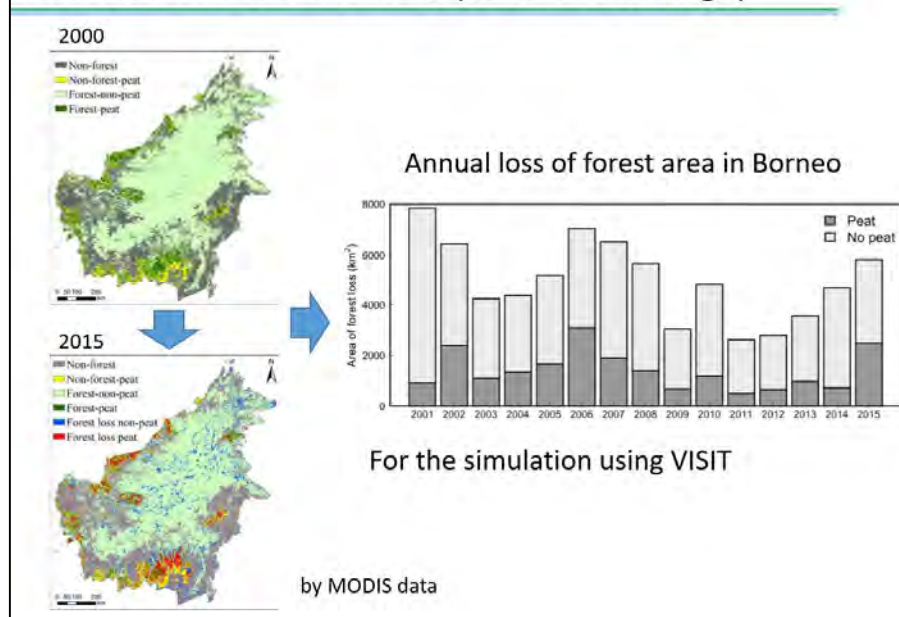 2000
N
Non-forest
Non-forest-peat
Forest-non-peat
Forest-peat
2015
N
Non-forest
Non-forest-peat
Forest-non-peat
Forest-peat
Forest loss non-peat
Forest loss peat
Annual loss of forest area in Borneo
Area of forest loss (km²)
8000
6000
4000
2000
0
Peat
No peat
2001 2002 2003 2004 2005 2006 2007 2008 2009 2010 2011 2012 2013 2014 2015
For the simulation using VISIT
by MODIS data